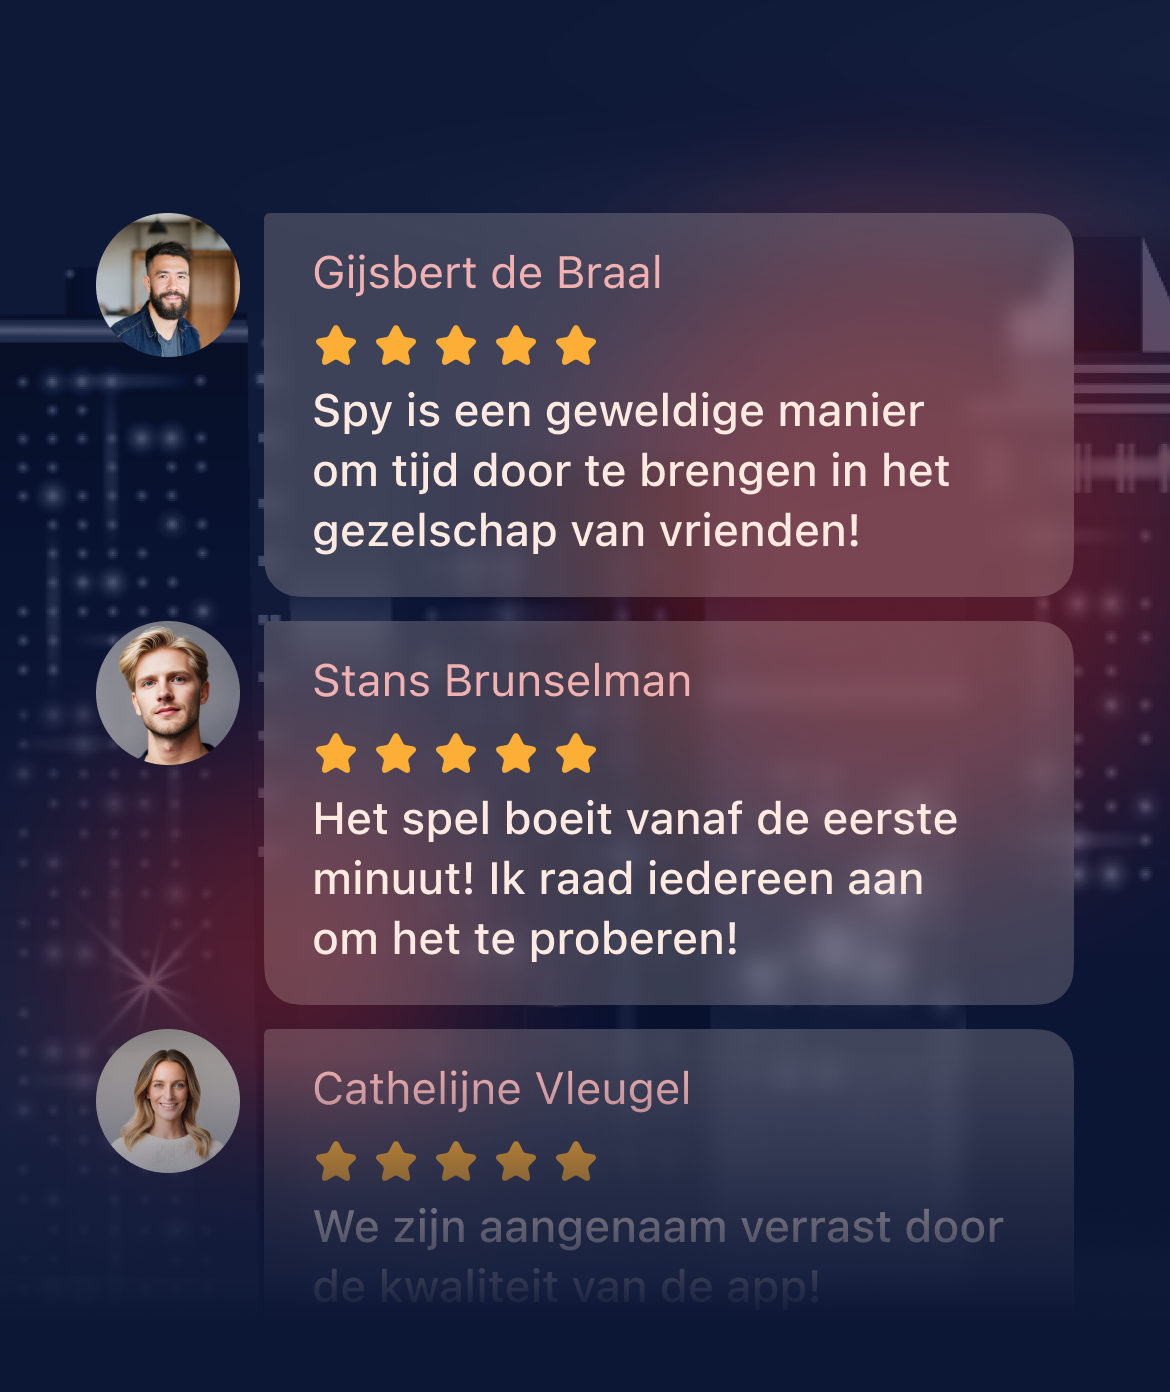 Gijsbert de Braal
Spy is een geweldige manier
om tijd door te brengen in het
gezelschap van vrienden!
Stans Brunselman
Het spel boeit vanaf de eerste
minuut! Ik raad iedereen aan
om het te proberen!
Cathelijne Vleugel
We zijn aangenaam verrast door
de kwaliteit van de app!